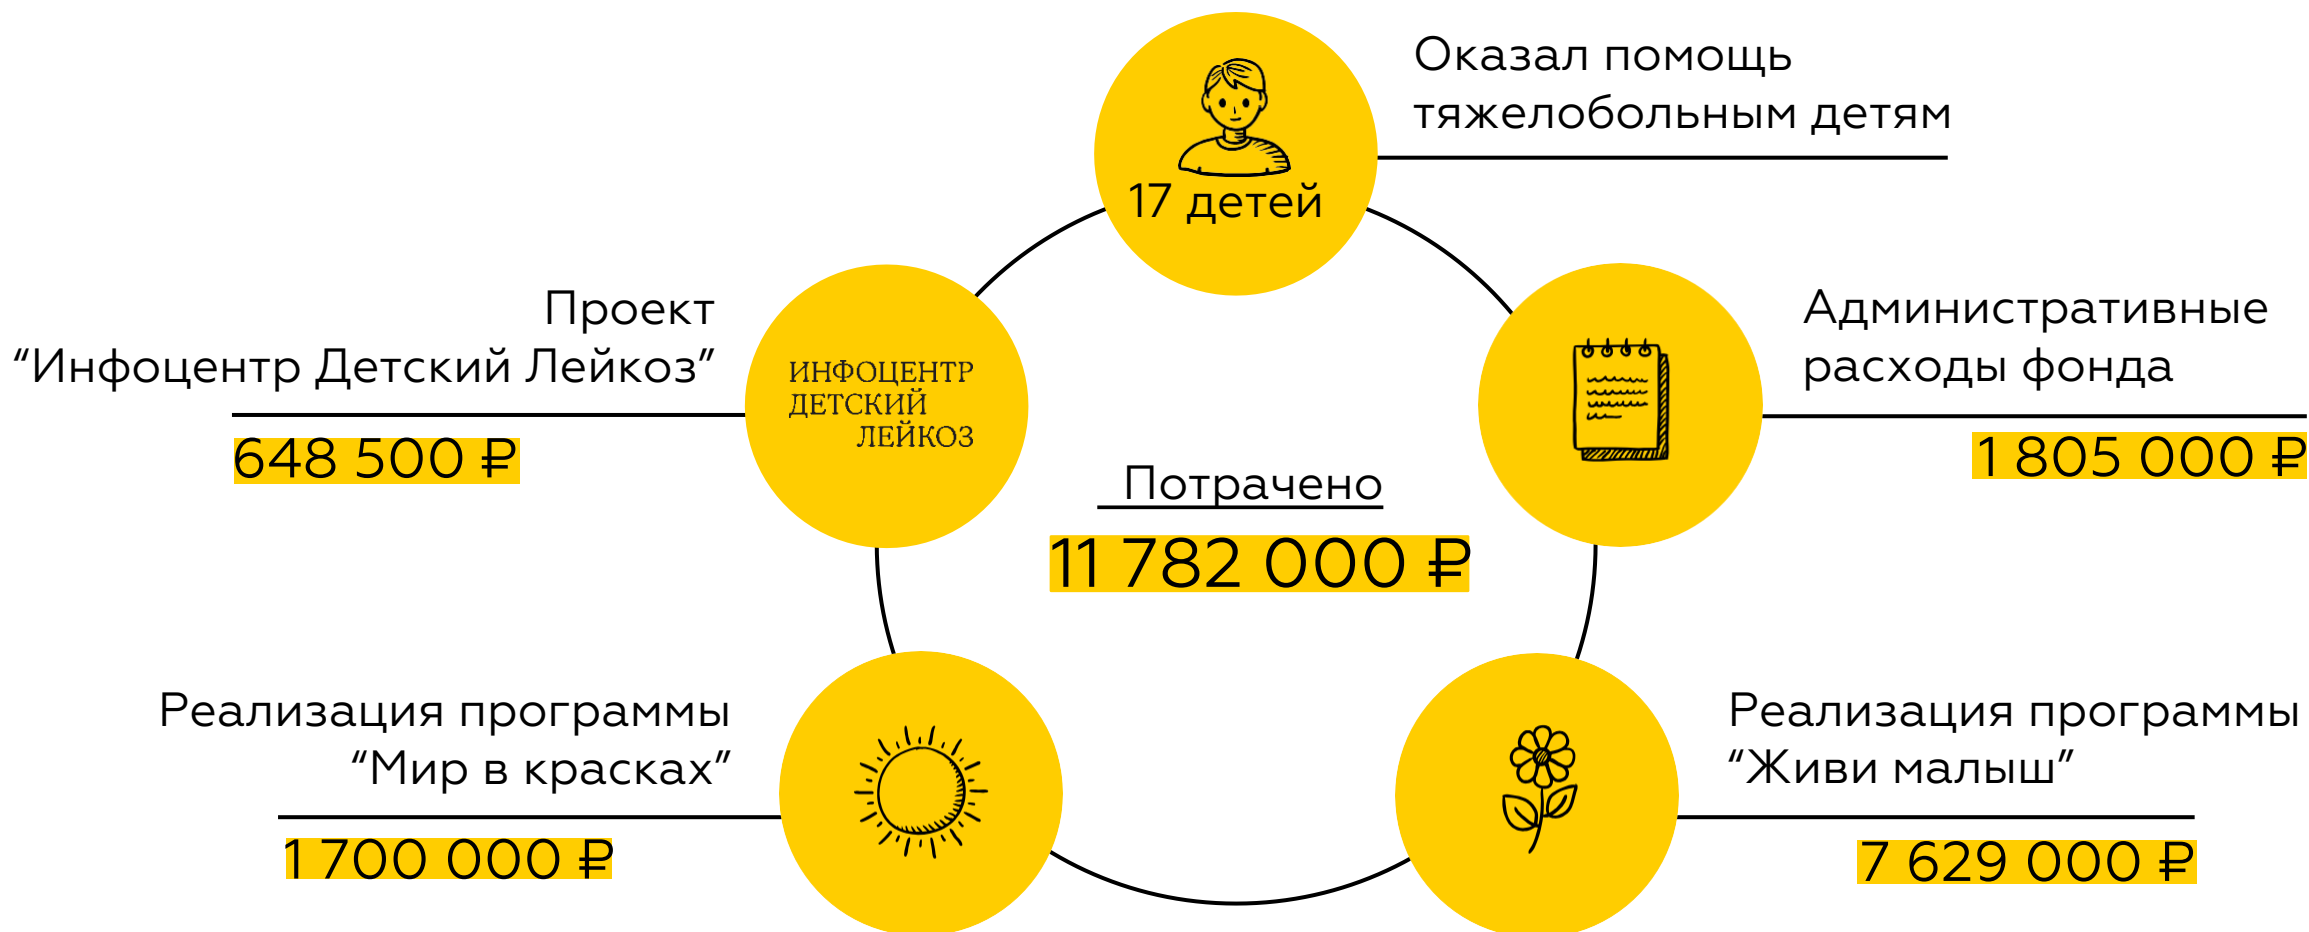 Оказал помощь
тяжелобольным детям
17 детей
Проект
“Инфоцентр Детский Лейкоз”
648 500 ₽
ИНФОЦЕНТР
ДЕТСКИЙ
ЛЕЙКОЗ
Административные
расходы фонда
1 805 000 ₽
Потрачено
11 782 000 ₽
Реализация программы
“Мир в красках”
1 700 000 ₽
Реализация программы
“Живи малыш”
7 629 000 ₽